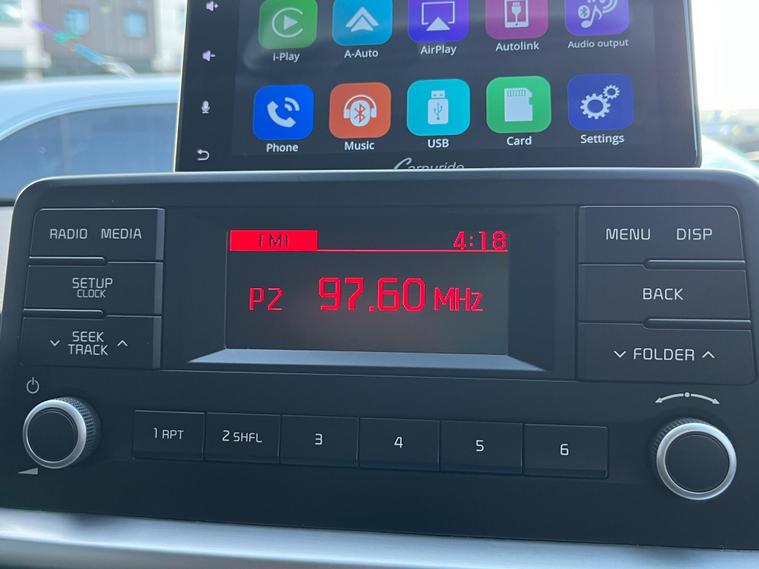 i-Play A-Auto AirPlay Autolink Audio output
Phone Music USB Card Settings
Carpuride
RADIO MEDIA
SETUP
CLOCK
SEEK
TRACK
FM1 4:18
P2 97.60 MHz
MENU DISP
BACK
FOLDER
1 RPT 2 SHFL 3 4 5 6